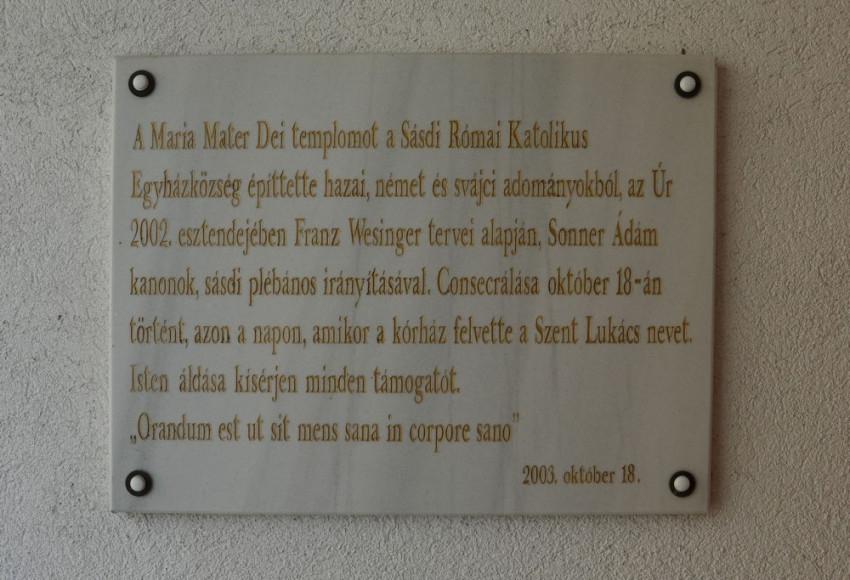 A Maria Mater Dei templomot a Sásdi Római Katolikus
Egyházközség építtette hazai, német és svájci adományokból, az Úr
2002. esztendejében Franz Wesinger tervei alapján, Sonner Ádám
kanonok, sásdi plébános irányításával. Consecrálása október 18-án
történt, azon a napon, amikor a kórház felvette a Szent Lukács nevet.
Isten áldása kísérjen minden támogatót.
„Orandum est ut sit mens sana in corpore sano”
2003. október 18.